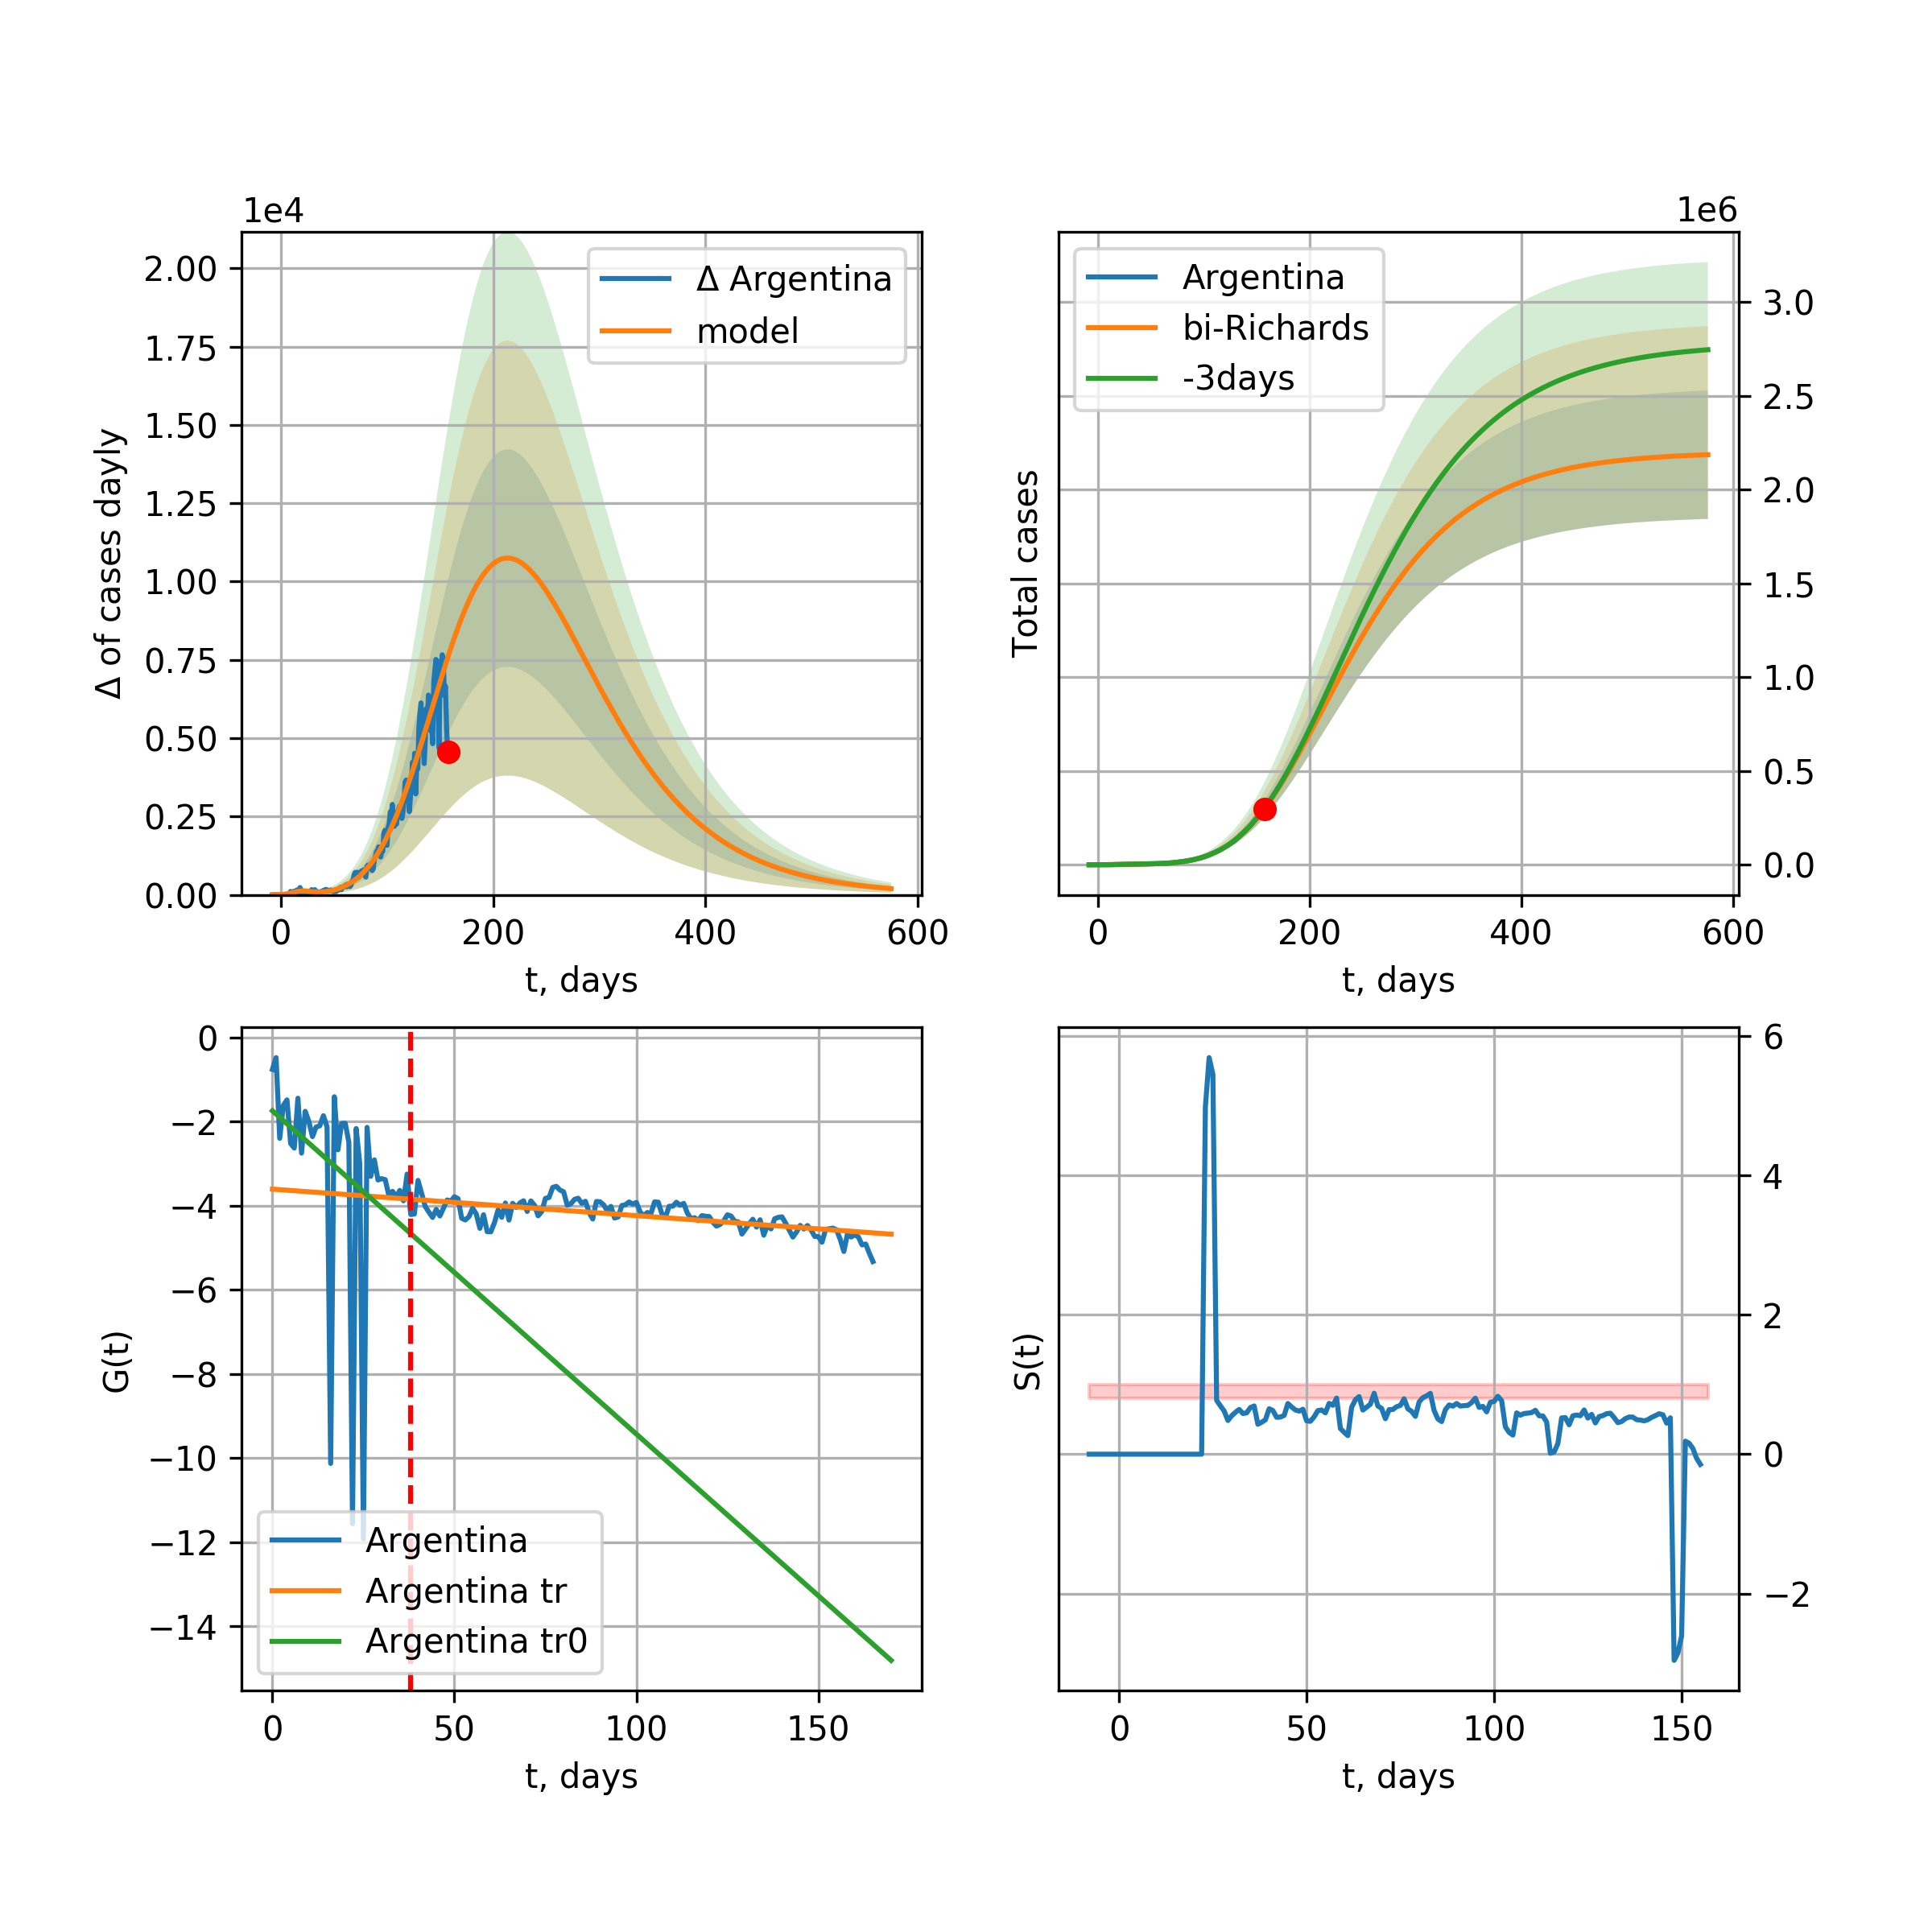 1e4
2.00
1.75
1.50
1.25
1.00
0.75
0.50
0.25
0.00
Δ of cases dayly
Δ Argentina
model
0 200 400 600
t, days
1e6
Argentina
bi-Richards
-3days
3.0
2.5
2.0
1.5
1.0
0.5
0.0
Total cases
0 200 400 600
t, days
0
−2
−4
−6
−8
−10
−12
−14
G(t)
Argentina
Argentina tr
Argentina tr0
0 50 100 150
t, days
6
4
2
0
−2
S(t)
0 50 100 150
t, days